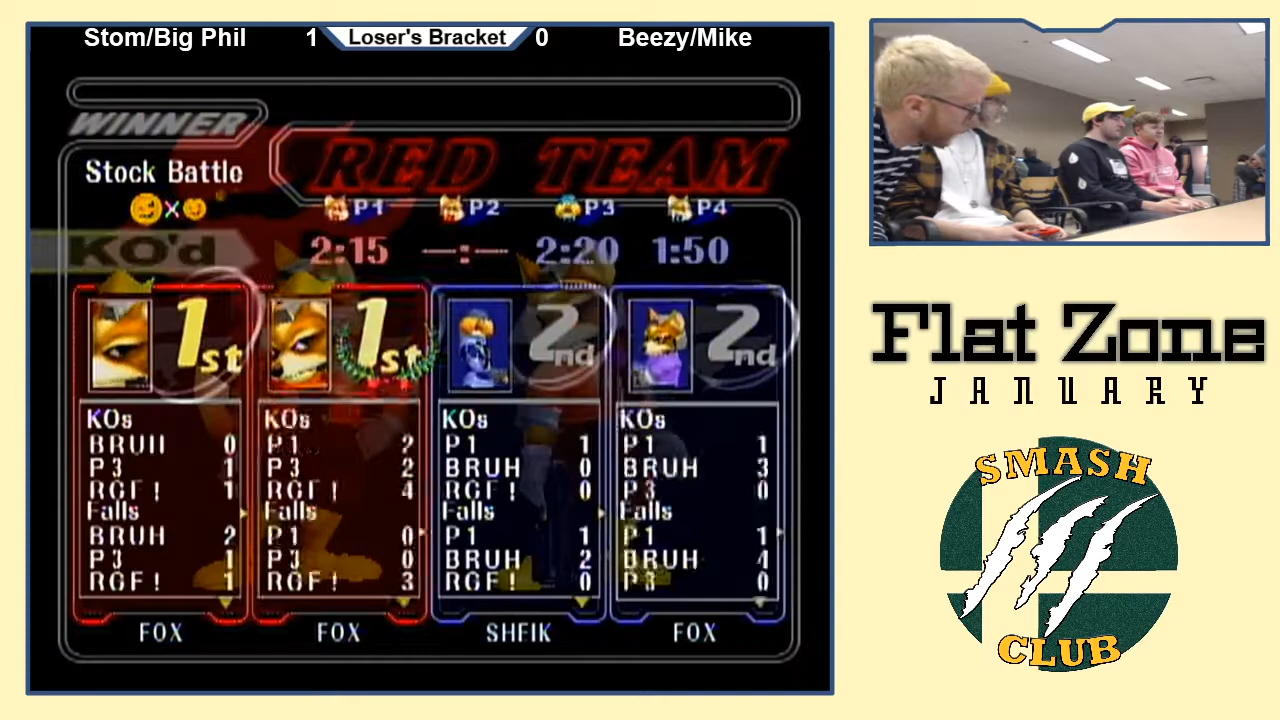 Stom/Big Phil 1 Loser's Bracket 0 Beezy/Mike
WINNER
RED TEAM
Stock Battle
P1 P2 P3 P4
KO'd
2:15 --:-- 2:20 1:50
1st 1st 2nd 2nd
KOs
BRUH 0
P3 1
RGF! 1
Falls
BRUH 2
P3 1
RGF! 1
FOX
KOs
P1 2
P3 2
RGF! 4
Falls
P1 0
P3 0
RGF! 3
FOX
KOs
P1 1
BRUH 0
RGF! 0
Falls
P1 1
BRUH 2
RGF! 0
SHEIK
KOs
P1 1
BRUH 3
P3 0
Falls
P1 1
BRUH 4
P3 0
FOX
Flat Zone
JANUARY
SMASH
CLUB